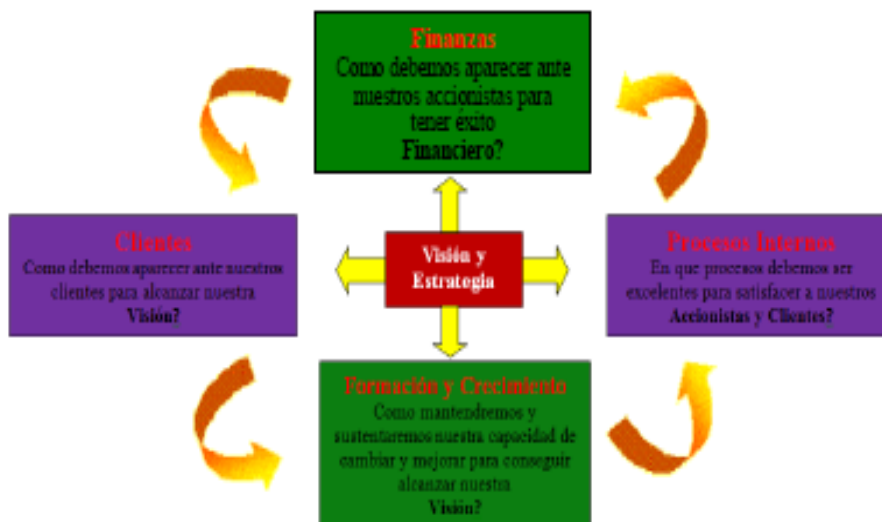 Finanzas
Como debemos aparecer ante
nuestros accionistas para
tener éxito
Financiero?
Clientes
Como debemos aparecer ante nuestros
clientes para alcanzar nuestra
Visión?
Visión y
Estrategia
Procesos Internos
En que procesos debemos ser
excelentes para satisfacer a nuestros
Accionistas y Clientes?
Formación y Crecimiento
Como mantendremos y
sustentaremos nuestra capacidad de
cambiar y mejorar para conseguir
alcanzar nuestra
Visión?